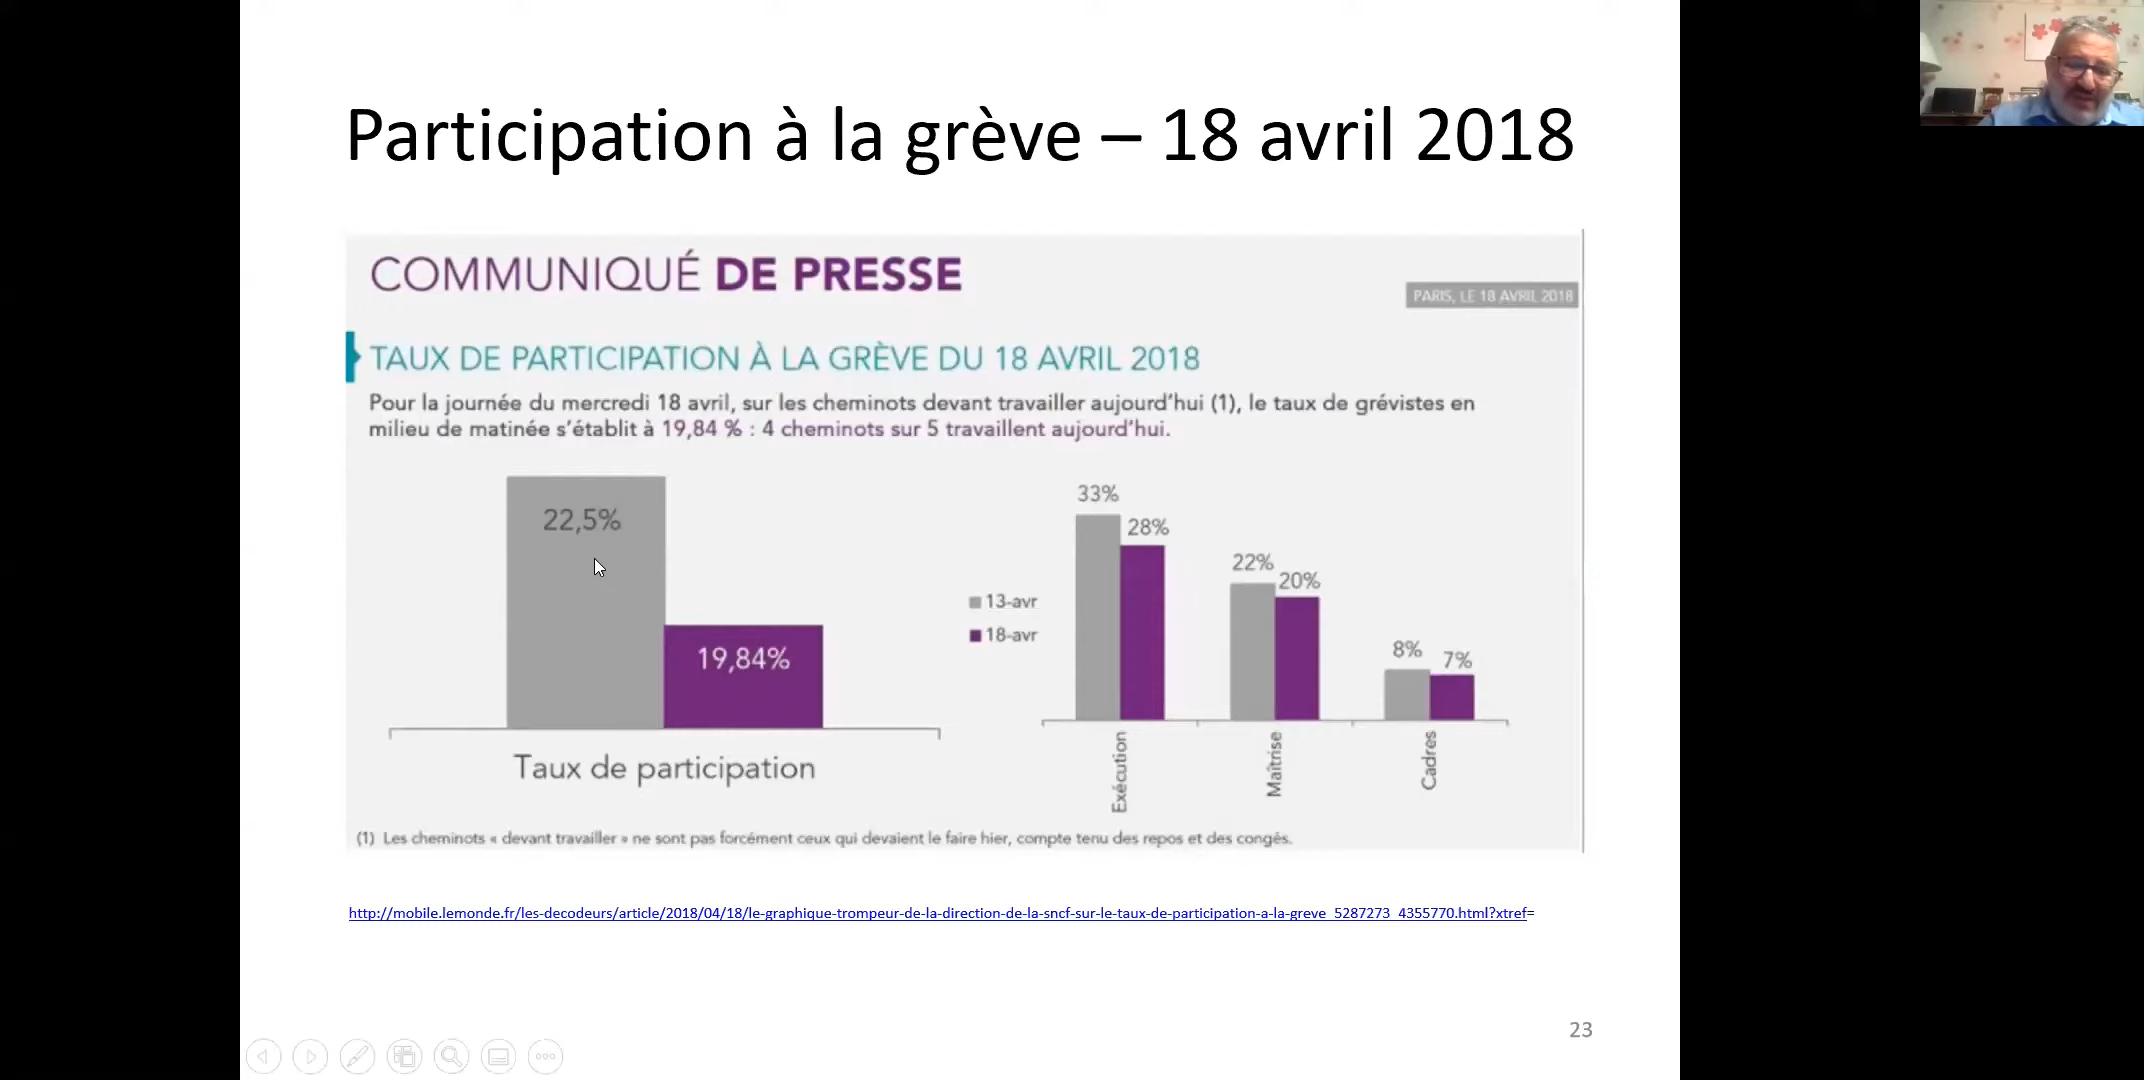 Participation à la grève – 18 avril 2018
COMMUNIQUÉ DE PRESSE
PARIS, LE 18 AVRIL 2018
TAUX DE PARTICIPATION À LA GRÈVE DU 18 AVRIL 2018
Pour la journée du mercredi 18 avril, sur les cheminots devant travailler aujourd'hui (1), le taux de grévistes en
milieu de matinée s'établit à 19,84 % : 4 cheminots sur 5 travaillent aujourd'hui.
22,5%
19,84%
Taux de participation
13-avr
18-avr
33%
28%
22%
20%
8%
7%
Exécution
Maîtrise
Cadres
(1) Les cheminots « devant travailler » ne sont pas forcément ceux qui devaient le faire hier, compte tenu des repos et des congés.
http://mobile.lemonde.fr/les-decodeurs/article/2018/04/18/le-graphique-trompeur-de-la-direction-de-la-sncf-sur-le-taux-de-participation-a-la-greve_5287273_4355770.html?xtref=
23